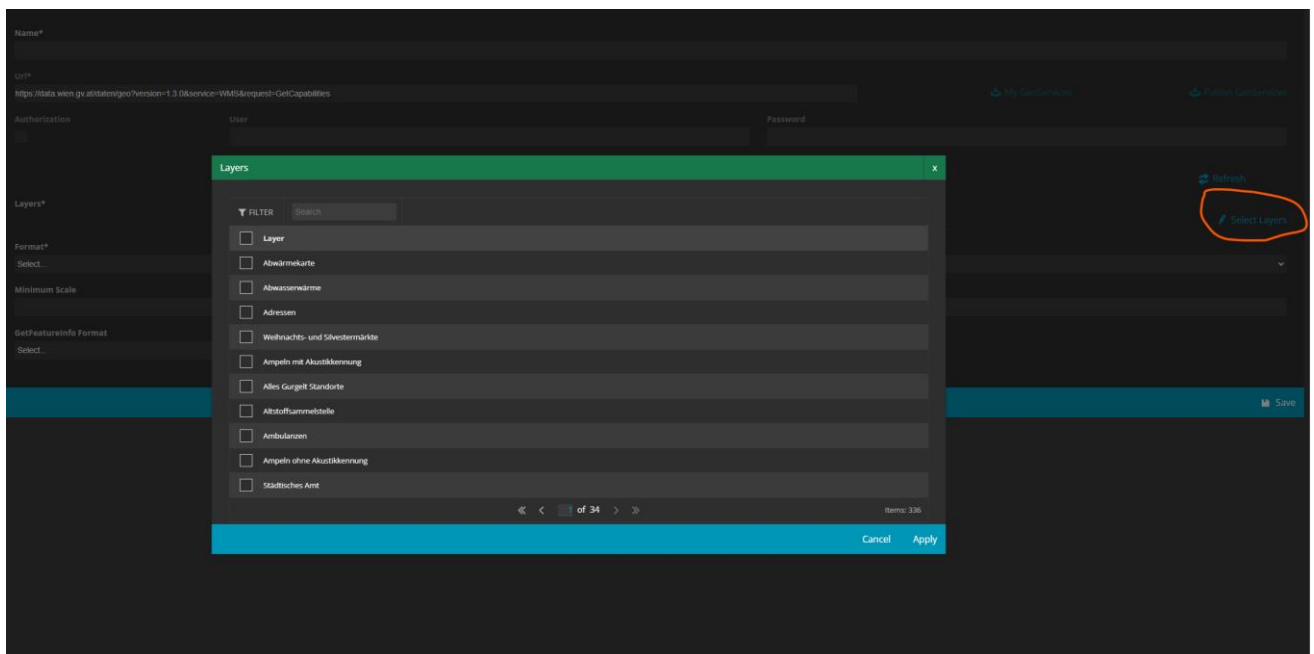 Name*
Url*
https://data.wien.gv.at/daten/geo?version=1.3.0&service=WMS&request=GetCapabilities
My GeoServices
Publish GeoServices
Authorization
User
Password
Layers
x
Refresh
Layers*
FILTER
Search
Select Layers
Layer
Format*
Select...
Abwärmekarte
Abwasserwärme
Minimum Scale
Adressen
GetFeatureInfo Format
Weihnachts- und Silvestermärkte
Select...
Ampeln mit Akustikkennung
Alles Gurgelt Standorte
Save
Altstoffsammelstelle
Ambulanzen
Ampeln ohne Akustikkennung
Städtisches Amt
1 of 34
Items: 336
Cancel
Apply